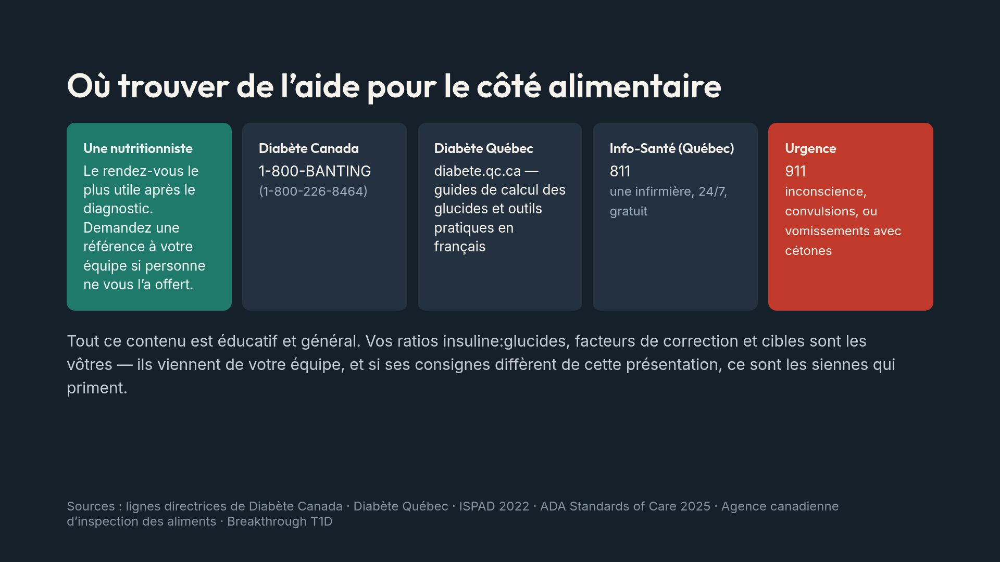 Où trouver de l’aide pour le côté alimentaire
Une nutritionniste
Le rendez-vous le
plus utile après le
diagnostic.
Demandez une
référence à votre
équipe si personne
ne vous l’a offert.
Diabète Canada
1-800-BANTING
(1-800-226-8464)
Diabète Québec
diabete.qc.ca —
guides de calcul des
glucides et outils
pratiques en
français
Info-Santé (Québec)
811
une infirmière, 24/7,
gratuit
Urgence
911
inconscience,
convulsions, ou
vomissements avec
cétones
Tout ce contenu est éducatif et général. Vos ratios insuline:glucides, facteurs de correction et cibles sont les
vôtres — ils viennent de votre équipe, et si ses consignes diffèrent de cette présentation, ce sont les siennes qui
priment.
Sources : lignes directrices de Diabète Canada · Diabète Québec · ISPAD 2022 · ADA Standards of Care 2025 · Agence canadienne
d’inspection des aliments · Breakthrough T1D